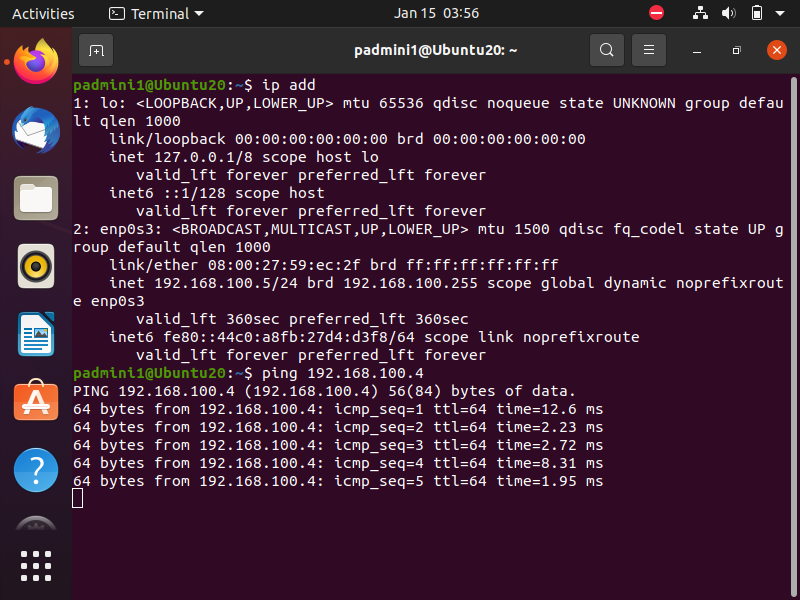 Activities Terminal Jan 15 03:56
padmini1@Ubuntu20: ~
padmini1@Ubuntu20:~$ ip add
1: lo: <LOOPBACK,UP,LOWER_UP> mtu 65536 qdisc noqueue state UNKNOWN group defau
lt qlen 1000
    link/loopback 00:00:00:00:00:00 brd 00:00:00:00:00:00
    inet 127.0.0.1/8 scope host lo
       valid_lft forever preferred_lft forever
    inet6 ::1/128 scope host
       valid_lft forever preferred_lft forever
2: enp0s3: <BROADCAST,MULTICAST,UP,LOWER_UP> mtu 1500 qdisc fq_codel state UP g
roup default qlen 1000
    link/ether 08:00:27:59:ec:2f brd ff:ff:ff:ff:ff:ff
    inet 192.168.100.5/24 brd 192.168.100.255 scope global dynamic noprefixrout
e enp0s3
       valid_lft 360sec preferred_lft 360sec
    inet6 fe80::44c0:a8fb:27d4:d3f8/64 scope link noprefixroute
       valid_lft forever preferred_lft forever
padmini1@Ubuntu20:~$ ping 192.168.100.4
PING 192.168.100.4 (192.168.100.4) 56(84) bytes of data.
64 bytes from 192.168.100.4: icmp_seq=1 ttl=64 time=12.6 ms
64 bytes from 192.168.100.4: icmp_seq=2 ttl=64 time=2.23 ms
64 bytes from 192.168.100.4: icmp_seq=3 ttl=64 time=2.72 ms
64 bytes from 192.168.100.4: icmp_seq=4 ttl=64 time=8.31 ms
64 bytes from 192.168.100.4: icmp_seq=5 ttl=64 time=1.95 ms